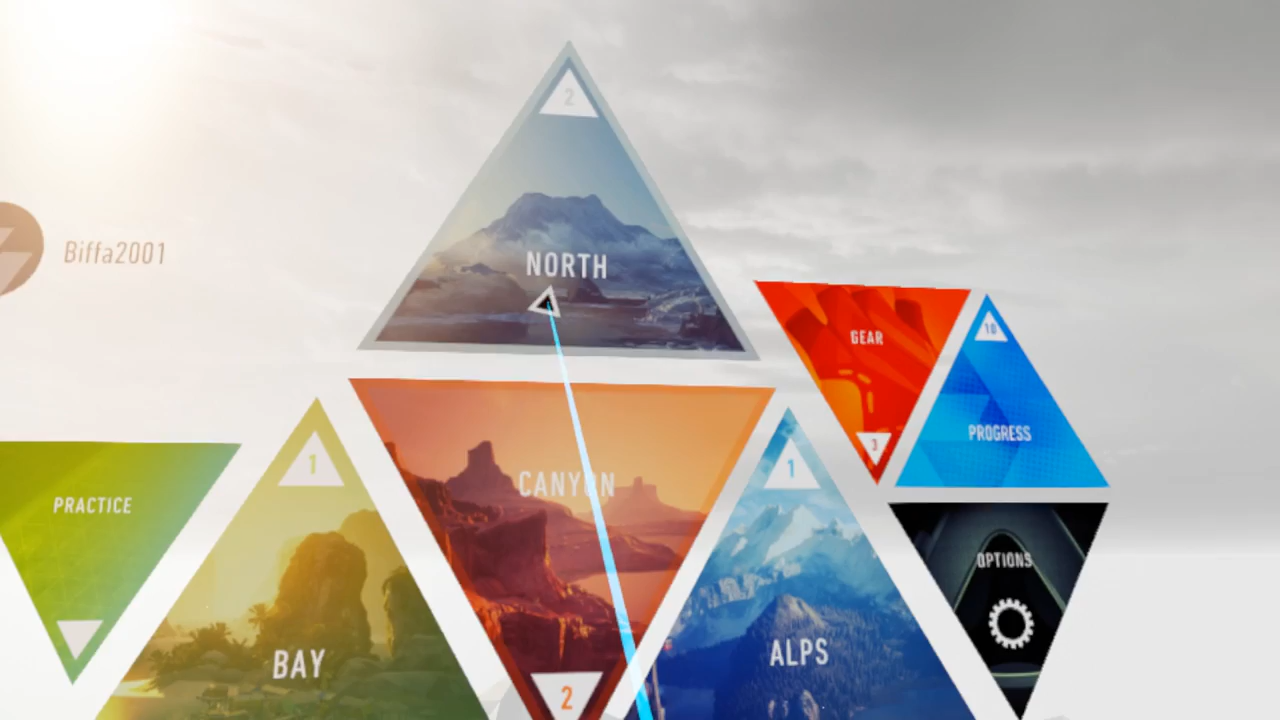 2
NORTH
Biffa2001
GEAR
3
10
PROGRESS
PRACTICE
1
BAY
CANYON
2
1
ALPS
OPTIONS